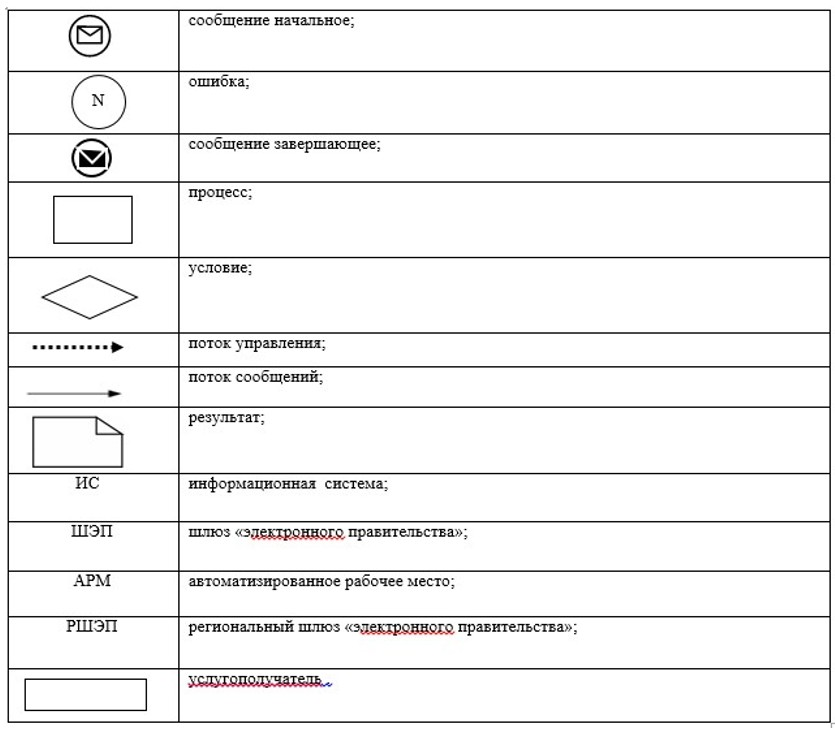 сообщение начальное;
N
ошибка;
сообщение завершающее;
процесс;
условие;
поток управления;
поток сообщений;
результат;
ИС
информационная система;
ШЭП
шлюз «электронного правительства»;
АРМ
автоматизированное рабочее место;
РШЭП
региональный шлюз «электронного правительства»;
услугополучатель